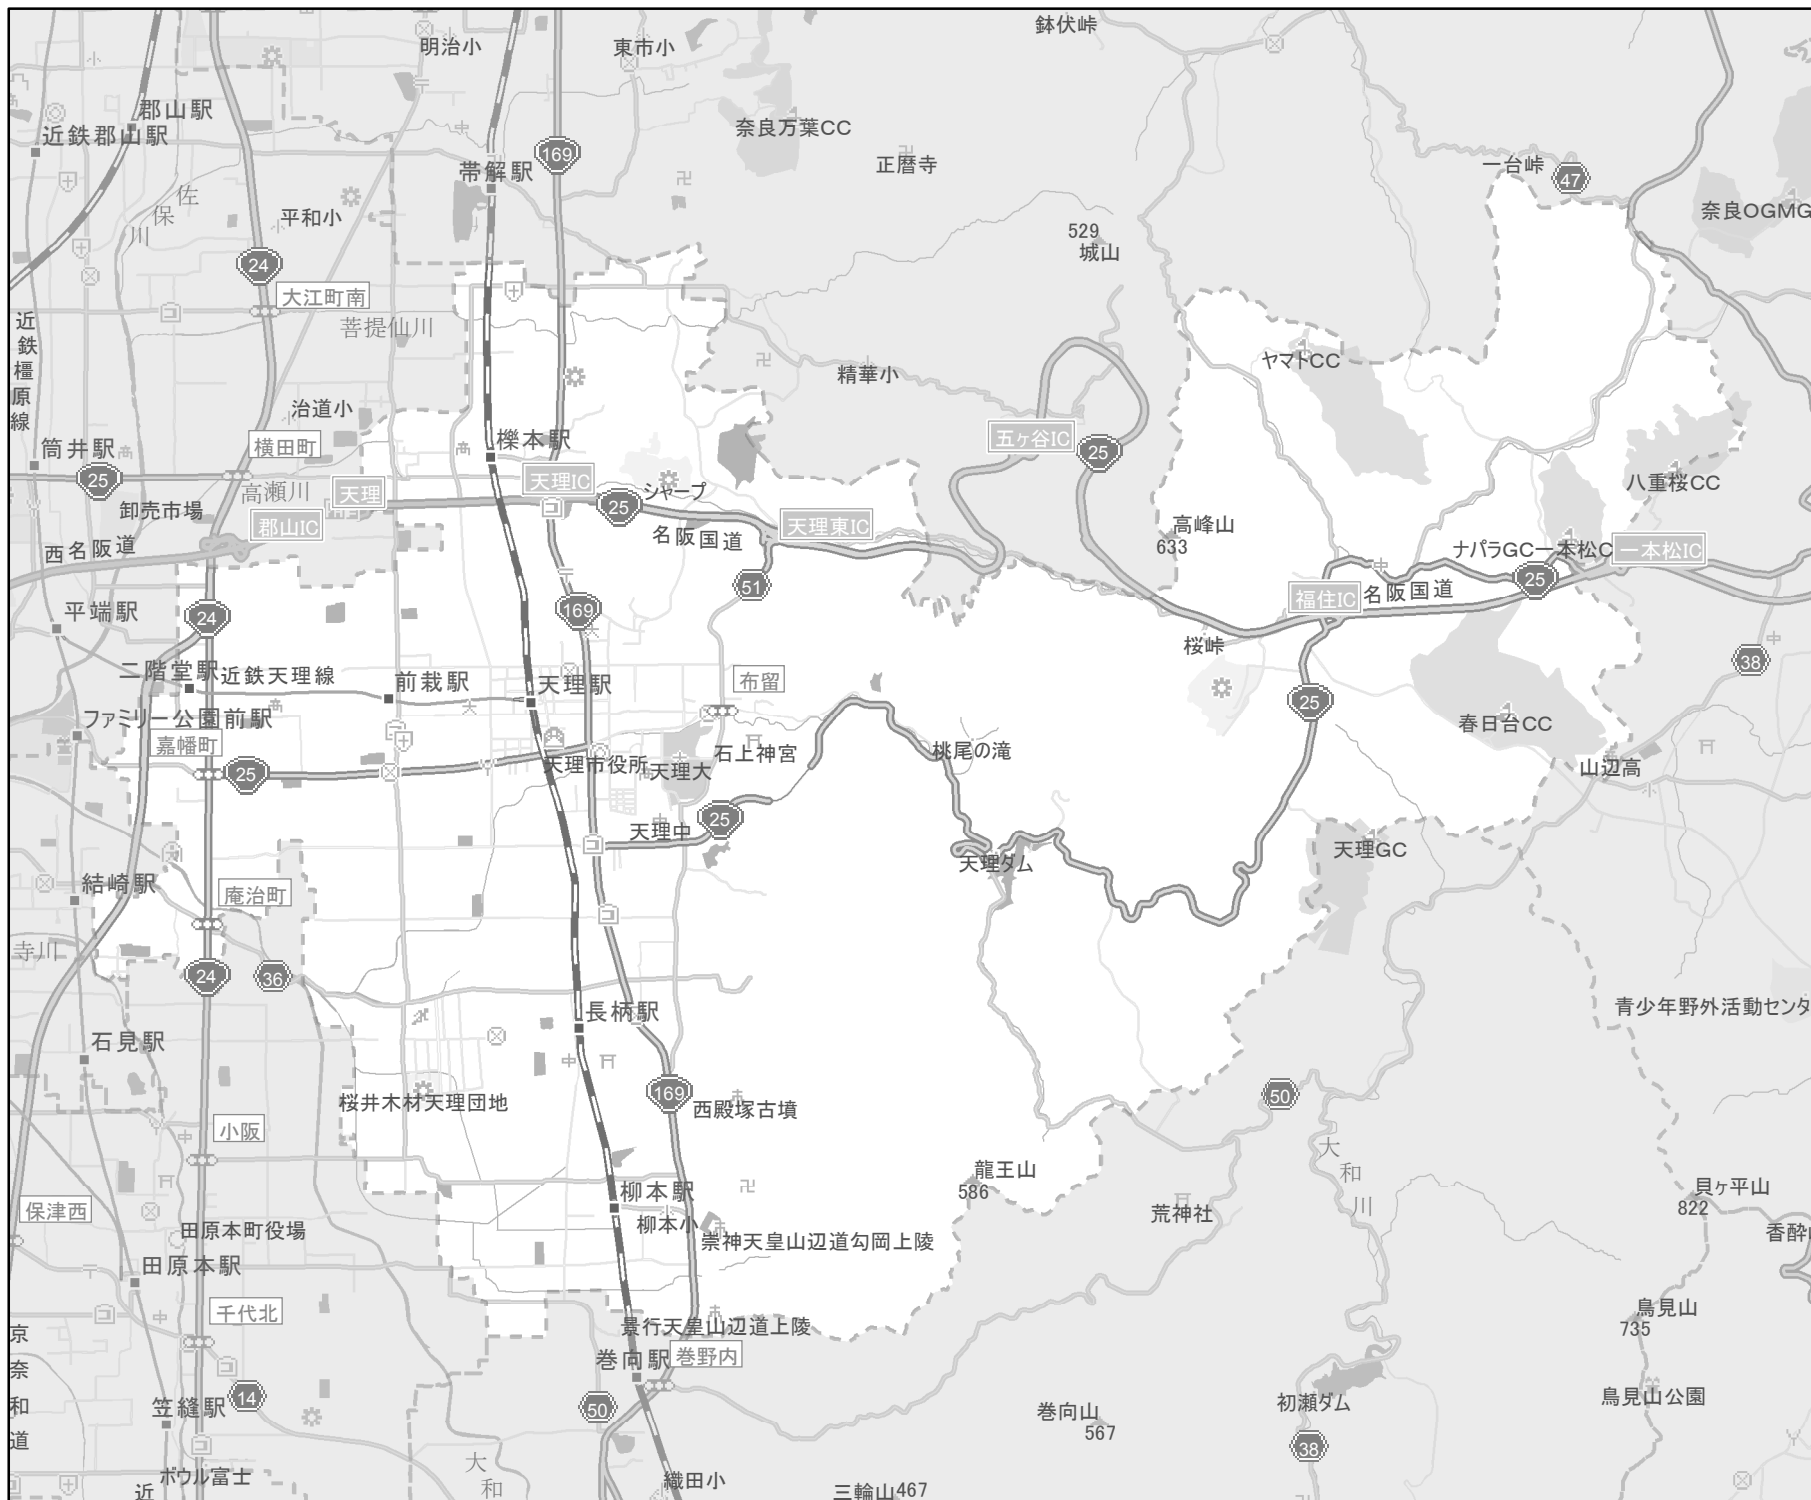 鉢伏峠
明治小
東市小
郡山駅
近鉄郡山駅
奈良万葉CC
169
帯解駅
正暦寺
一台峠
47
佐保川
平和小
奈良OGMG
529
城山
24
大江町南
菩提仙川
近鉄橿原線
ヤマトCC
精華小
治道小
横田町
櫟本駅
五ヶ谷IC
25
筒井駅
25
高瀬川
天理
天理IC
シャープ
25
八重桜CC
卸売市場
郡山IC
名阪国道
天理東IC
高峰山
633
西名阪道
ナパラGC一本松C
一本松IC
25
51
福住IC
名阪国道
平端駅
24
169
桜峠
38
二階堂駅
近鉄天理線
前栽駅
天理駅
布留
25
ファミリー公園前駅
嘉幡町
春日台CC
石上神宮
桃尾の滝
25
天理市役所
天理大
山辺高
25
天理中
天理GC
天理ダム
結崎駅
庵治町
寺川
24
36
青少年野外活動センタ
長柄駅
石見駅
桜井木材天理団地
169
西殿塚古墳
50
小阪
大和川
龍王山
586
貝ヶ平山
822
保津西
柳本駅
荒神社
田原本町役場
柳本小
崇神天皇山辺道勾岡上陵
香酔山
田原本駅
千代北
鳥見山
735
景行天皇山辺道上陵
京奈和道
巻向駅
巻野内
14
笠縫駅
50
巻向山
567
初瀬ダム
鳥見山公園
38
大和
ボウル富士
近
織田小
三輪山467